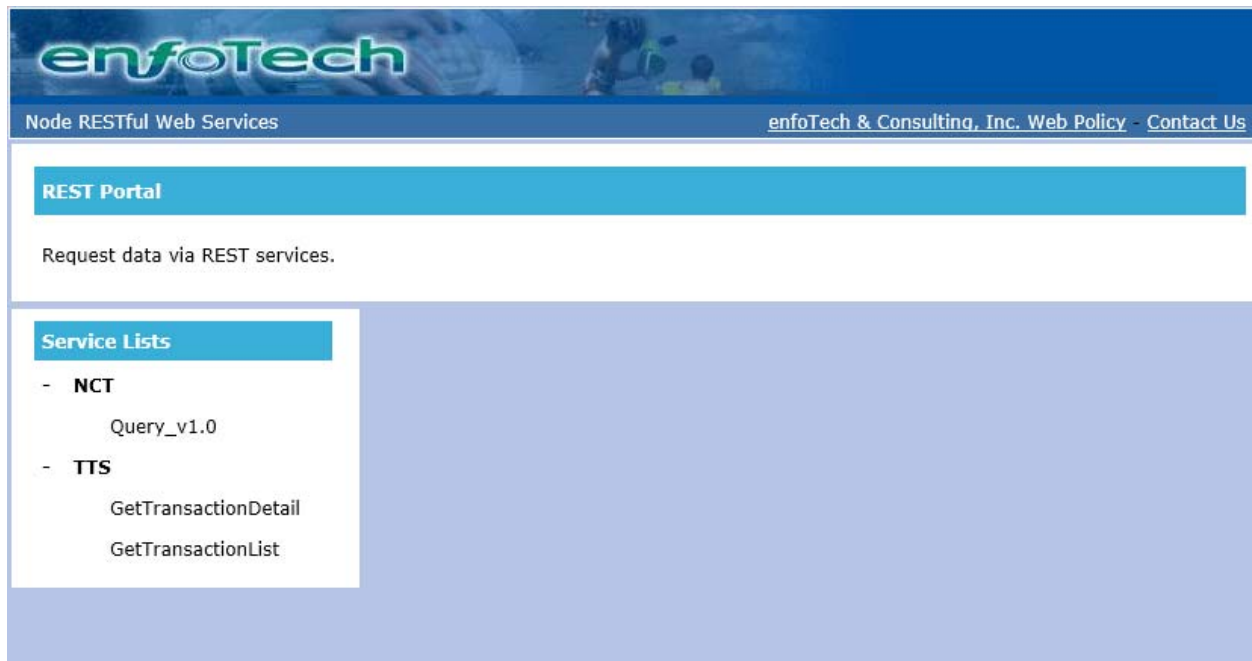 enfoTech
Node RESTful Web Services
enfoTech & Consulting, Inc. Web Policy - Contact Us
REST Portal
Request data via REST services.
Service Lists
- NCT
Query_v1.0
- TTS
GetTransactionDetail
GetTransactionList